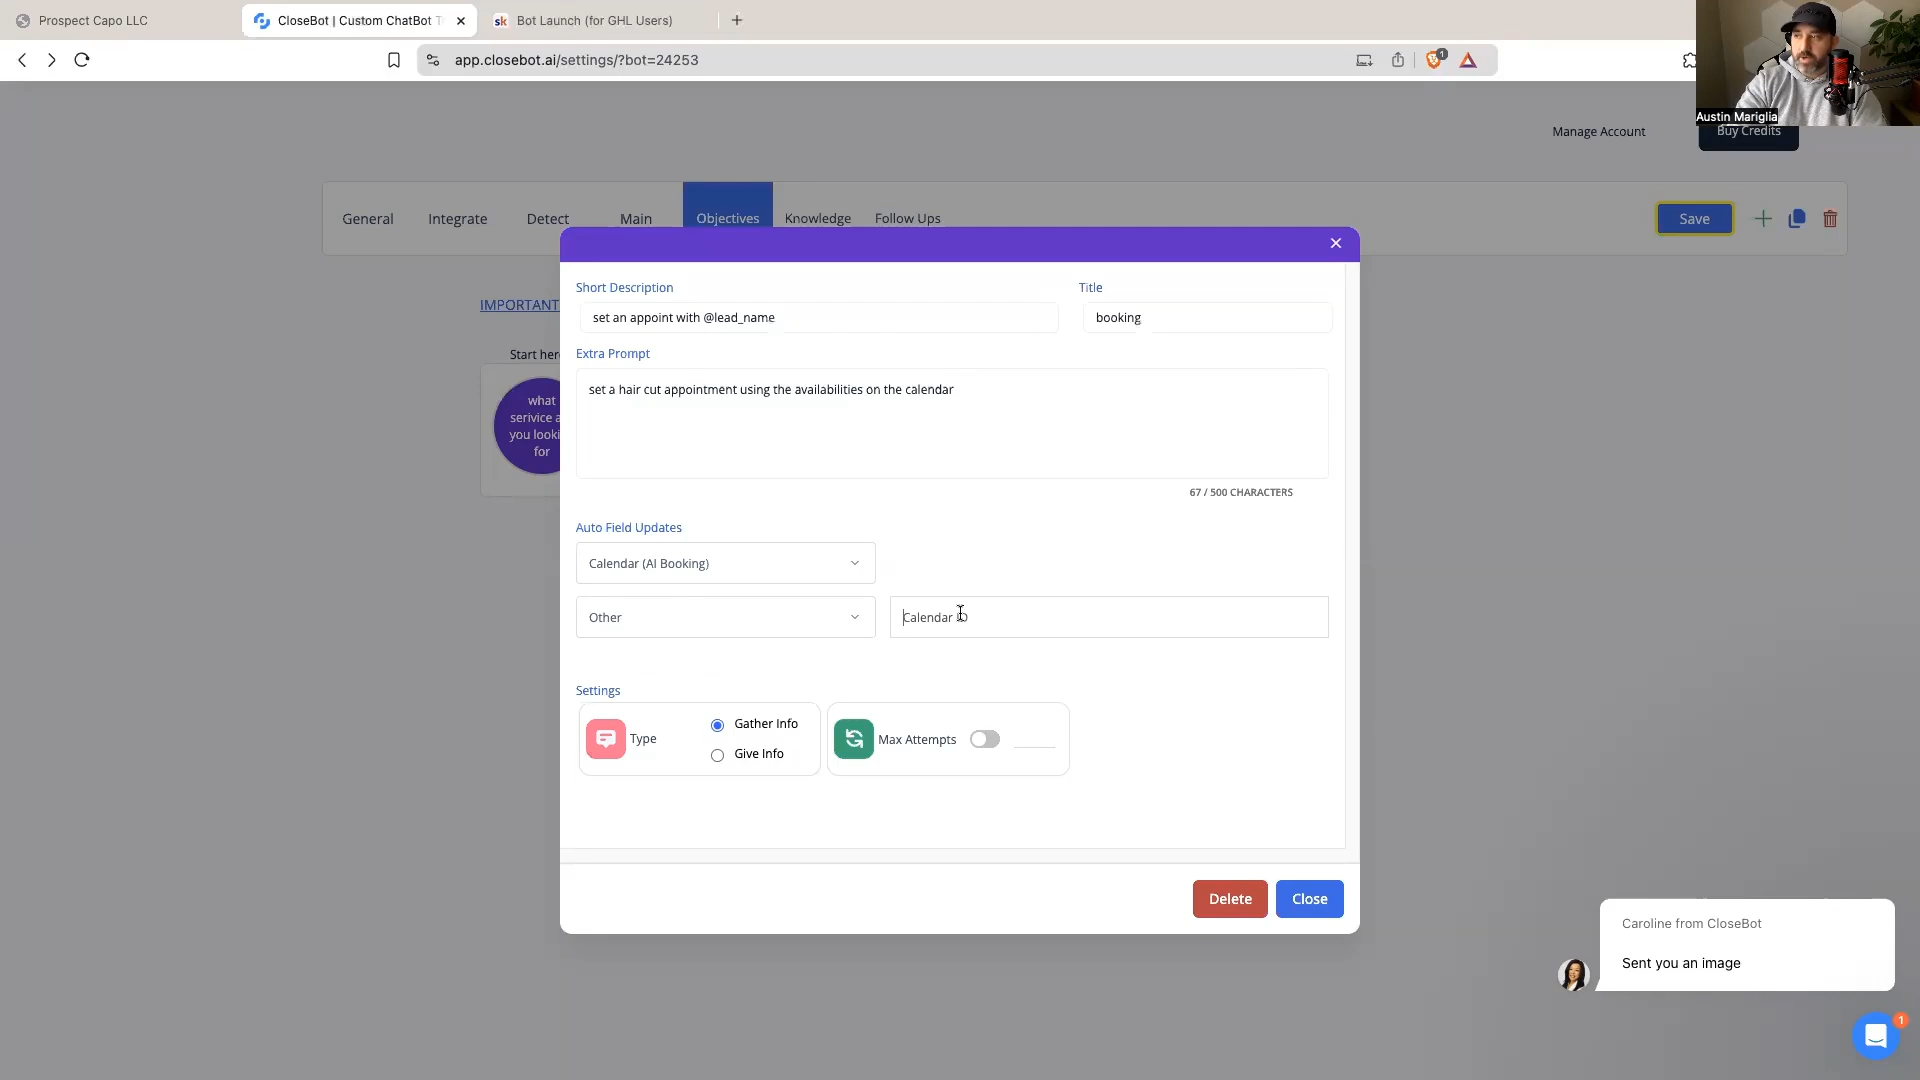 Prospect Capo LLC
CloseBot | Custom ChatBot T
sk
Bot Launch (for GHL Users)
app.closebot.ai/settings/?bot=24253
1
Austin Mariglia
Manage Account
Buy Credits
General
Integrate
Detect
Main
Objectives
Knowledge
Follow Ups
Save
IMPORTANT
Start her
what
serivice a
you looki
for
Short Description
Title
set an appoint with @lead_name
booking
Extra Prompt
set a hair cut appointment using the availabilities on the calendar
67 / 500 CHARACTERS
Auto Field Updates
Calendar (AI Booking)
Other
Calendar
Settings
Type
Gather Info
Give Info
Max Attempts
Delete
Close
Caroline from CloseBot
Sent you an image
1